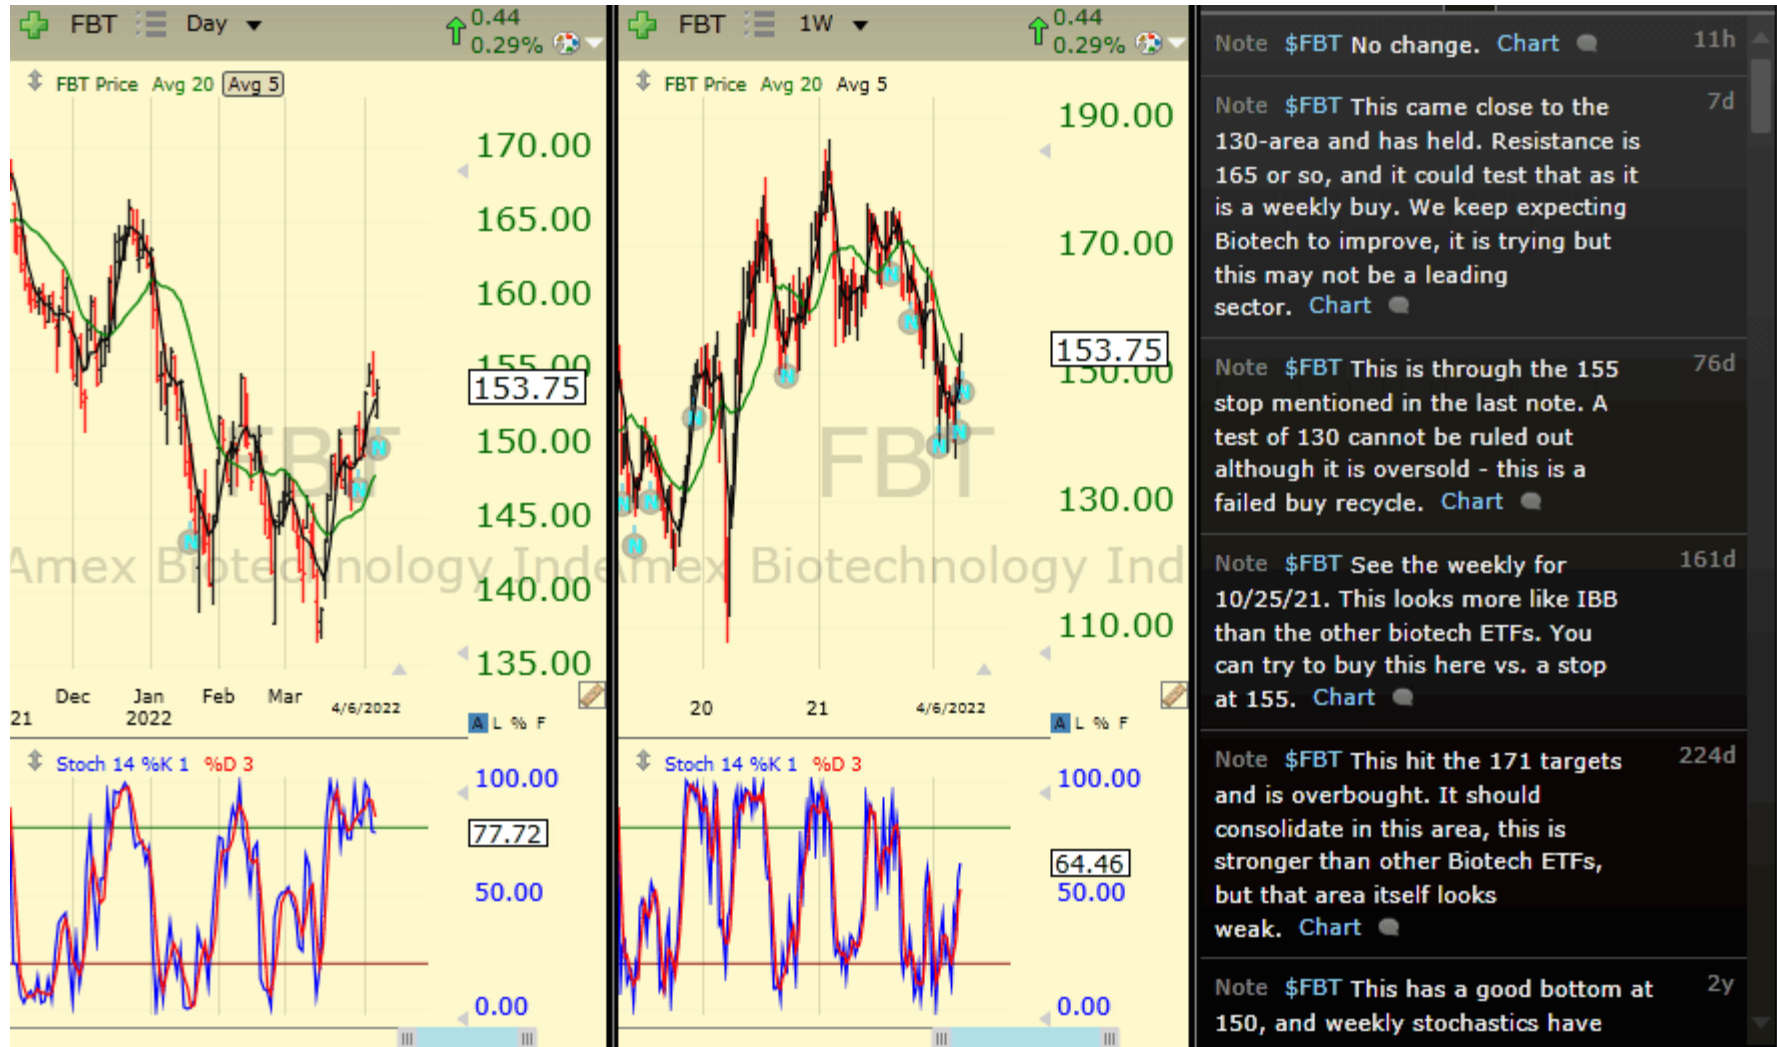 FBT Day 0.44
0.29%
FBT Price Avg 20 Avg 5
170.00
165.00
160.00
155.00
153.75
150.00
145.00
140.00
135.00
FBT
Amex Biotechnology Inde
Dec Jan Feb Mar 4/6/2022
21 2022
A L % F
Stoch 14 %K 1 %D 3
100.00
77.72
50.00
0.00
FBT 1W 0.44
0.29%
FBT Price Avg 20 Avg 5
190.00
170.00
153.75
150.00
130.00
110.00
FBT
Amex Biotechnology Ind
20 21 4/6/2022
A L % F
Stoch 14 %K 1 %D 3
100.00
64.46
50.00
0.00
Note $FBT No change. Chart 11h
Note $FBT This came close to the 7d
130-area and has held. Resistance is
165 or so, and it could test that as it
is a weekly buy. We keep expecting
Biotech to improve, it is trying but
this may not be a leading
sector. Chart
Note $FBT This is through the 155 76d
stop mentioned in the last note. A
test of 130 cannot be ruled out
although it is oversold - this is a
failed buy recycle. Chart
Note $FBT See the weekly for 161d
10/25/21. This looks more like IBB
than the other biotech ETFs. You
can try to buy this here vs. a stop
at 155. Chart
Note $FBT This hit the 171 targets 224d
and is overbought. It should
consolidate in this area, this is
stronger than other Biotech ETFs,
but that area itself looks
weak. Chart
Note $FBT This has a good bottom at 2y
150, and weekly stochastics have